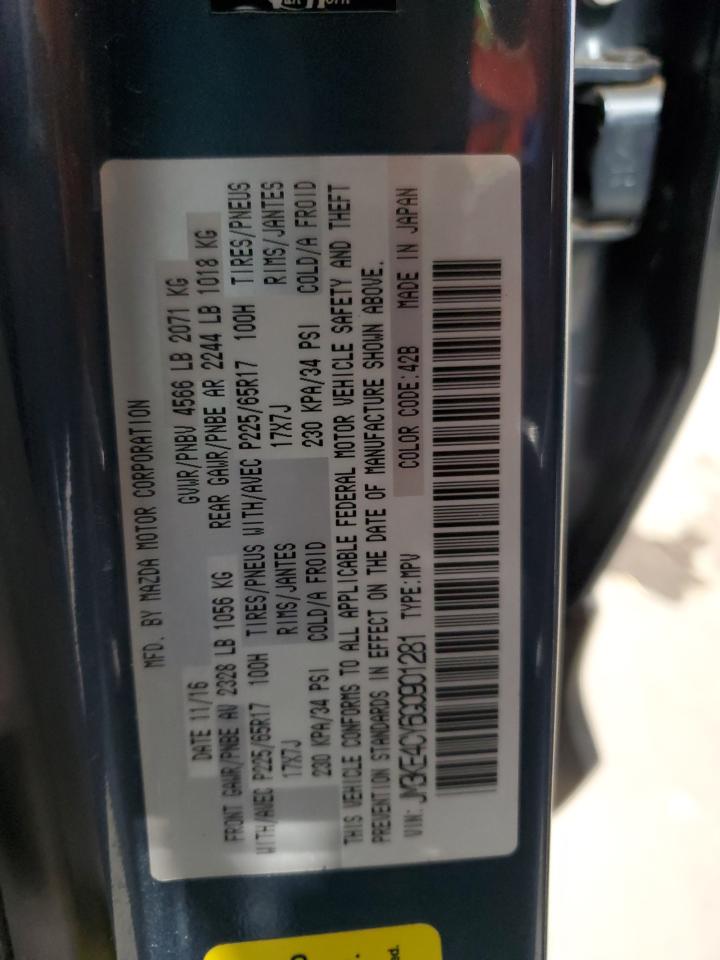 MFD. BY MAZDA MOTOR CORPORATION
DATE 11/16 GVWR/PNBV 4566 LB 2071 KG
FRONT GAWR/PNBE AV 2328 LB 1056 KG REAR GAWR/PNBE AR 2244 LB 1018 KG
WITH/AVEC P225/65R17 100H TIRES/PNEUS WITH/AVEC P225/65R17 100H TIRES/PNEUS
17X7J RIMS/JANTES 17X7J RIMS/JANTES
230 KPA/34 PSI COLD/A FROID 230 KPA/34 PSI COLD/A FROID
THIS VEHICLE CONFORMS TO ALL APPLICABLE FEDERAL MOTOR VEHICLE SAFETY AND THEFT
PREVENTION STANDARDS IN EFFECT ON THE DATE OF MANUFACTURE SHOWN ABOVE.
VIN: JM3KE4CY6G0901281 TYPE:MPV COLOR CODE:42B MADE IN JAPAN